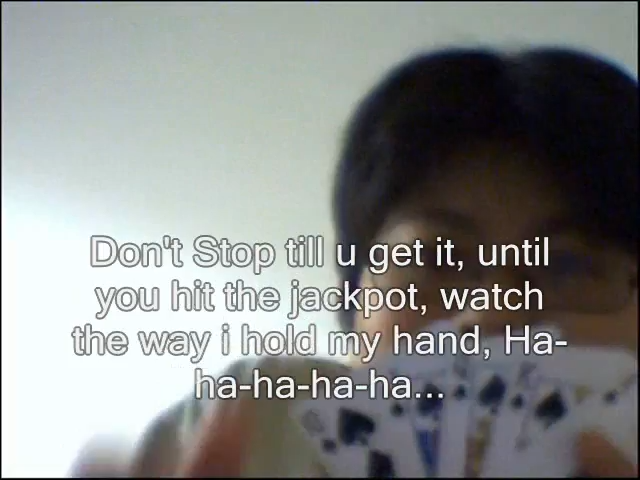 Don't Stop till u get it, until
you hit the jackpot, watch
the way i hold my hand, Ha-
ha-ha-ha-ha...